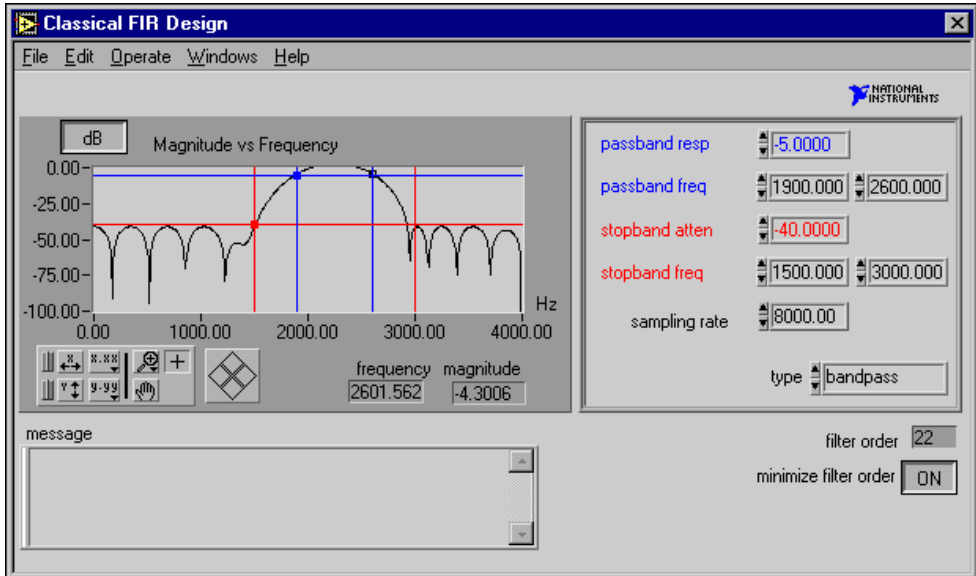 Classical FIR Design
File Edit Operate Windows Help
NATIONAL
INSTRUMENTS
dB
Magnitude vs Frequency
0.00
-25.00
-50.00
-75.00
-100.00
0.00 1000.00 2000.00 3000.00 4000.00
Hz
frequency magnitude
2601.562 -4.3006
passband resp -5.0000
passband freq 1900.000 2600.000
stopband atten -40.0000
stopband freq 1500.000 3000.000
sampling rate 8000.00
type bandpass
message
filter order 22
minimize filter order ON